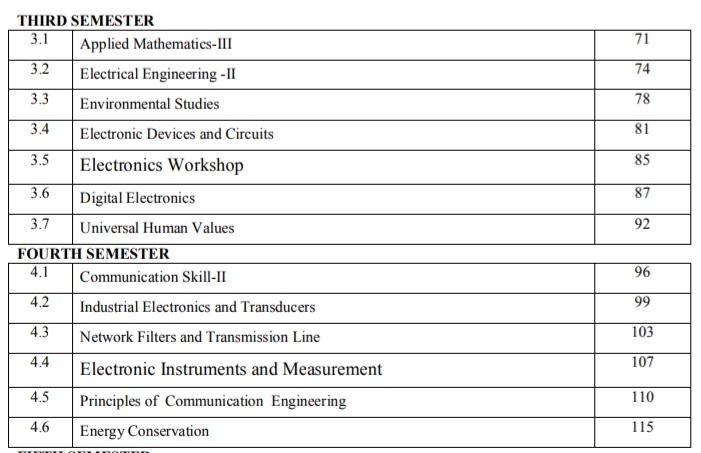 THIRD SEMESTER
3.1 Applied Mathematics-III 71
3.2 Electrical Engineering -II 74
3.3 Environmental Studies 78
3.4 Electronic Devices and Circuits 81
3.5 Electronics Workshop 85
3.6 Digital Electronics 87
3.7 Universal Human Values 92
FOURTH SEMESTER
4.1 Communication Skill-II 96
4.2 Industrial Electronics and Transducers 99
4.3 Network Filters and Transmission Line 103
4.4 Electronic Instruments and Measurement 107
4.5 Principles of Communication Engineering 110
4.6 Energy Conservation 115